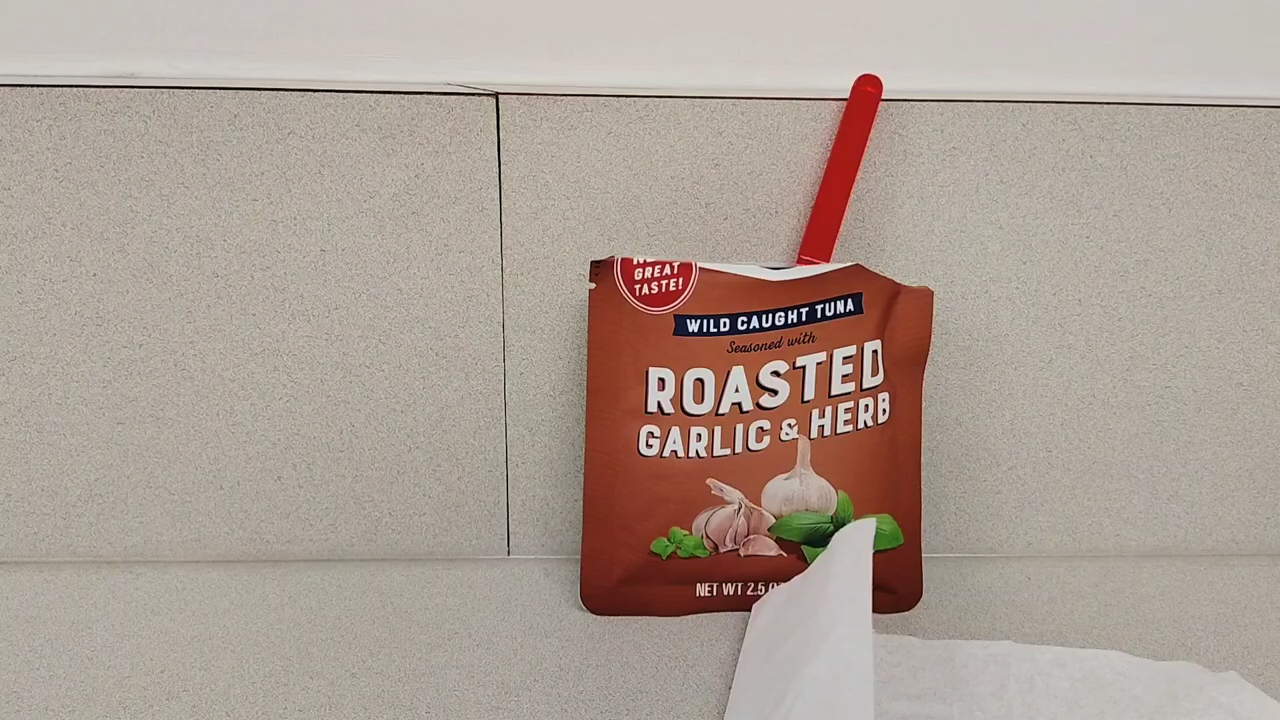 GREAT
TASTE!
WILD CAUGHT TUNA
Seasoned with
ROASTED
GARLIC & HERB
NET WT 2.5